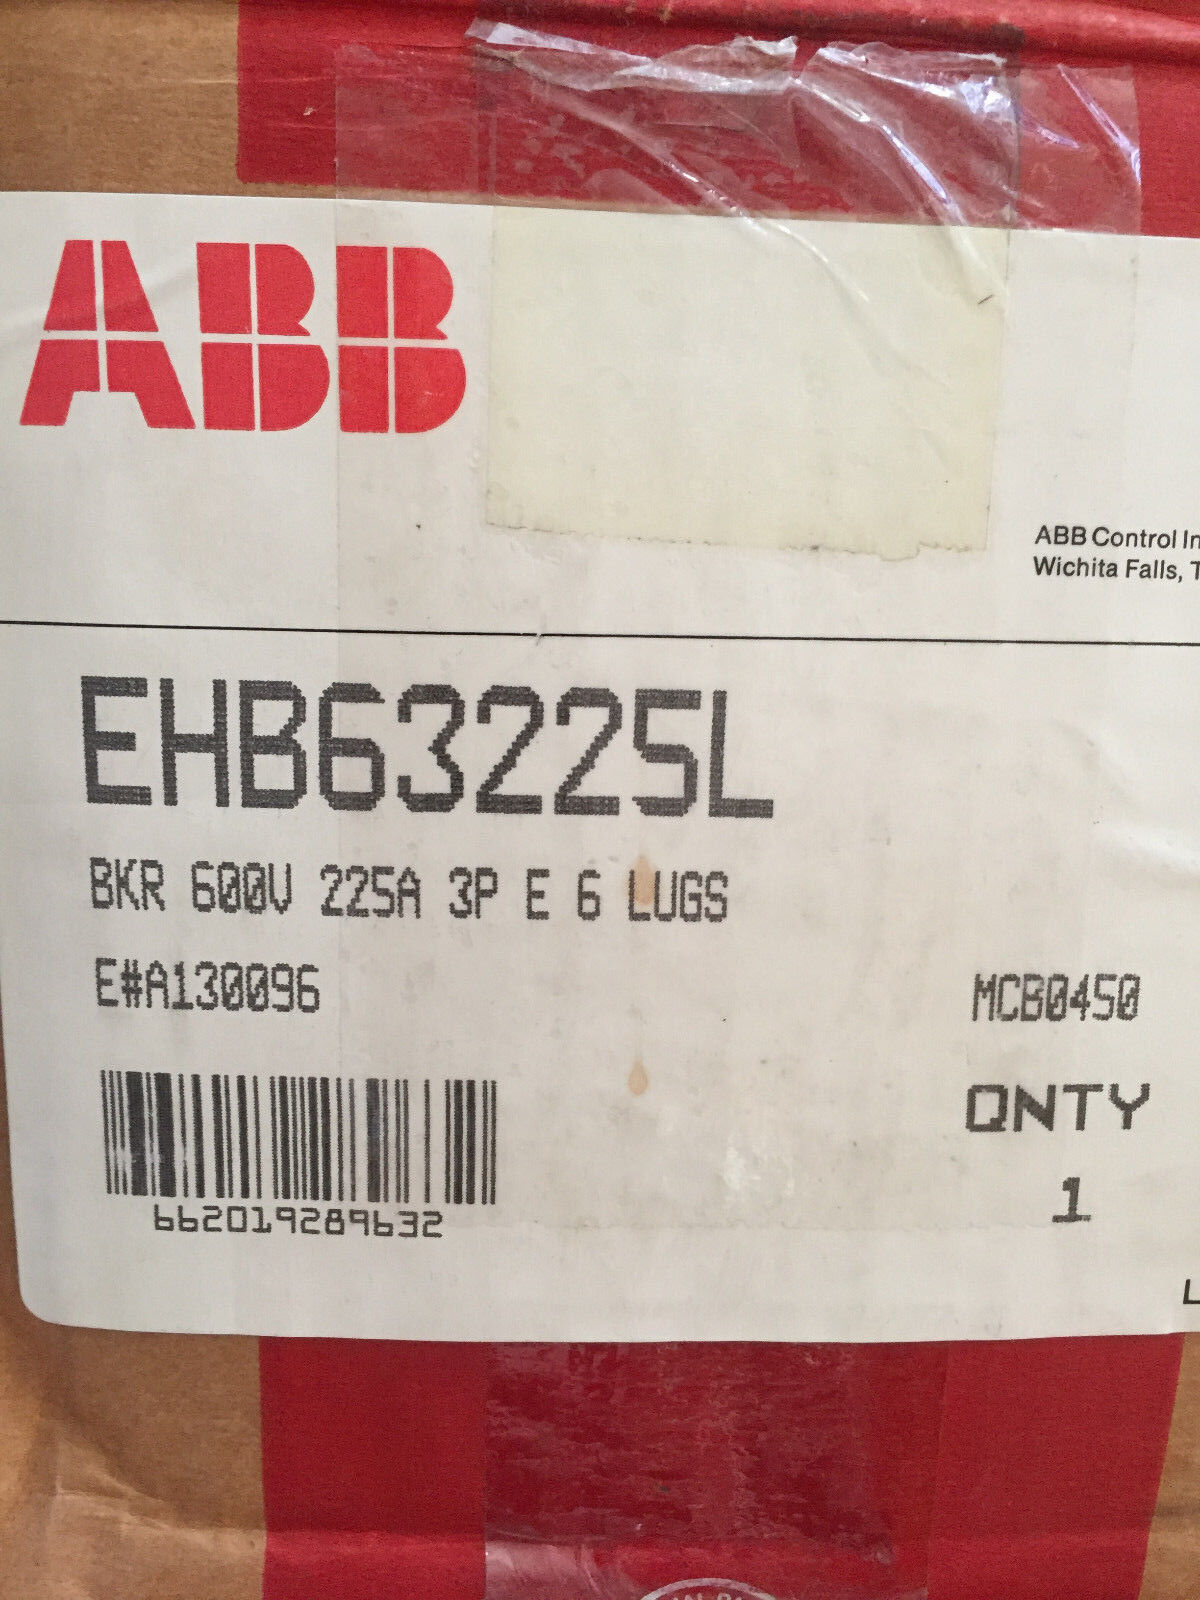 ABB
ABB Control In
Wichita Falls, T
EHB63225L
BKR 600V 225A 3P E 6 LUGS
E#A130096
MCB0450
QNTY
1
662019289632
L